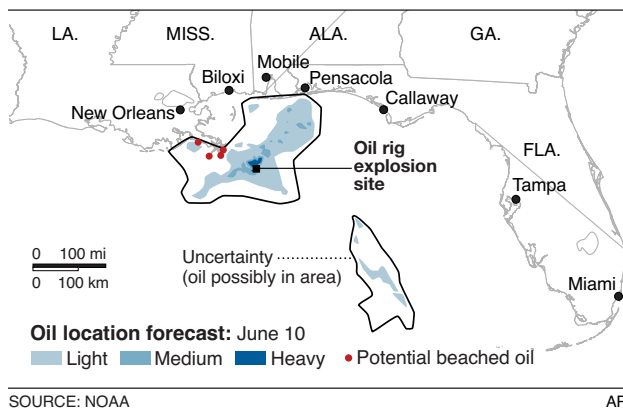 LA.
MISS.
ALA.
GA.
Mobile
Biloxi
Pensacola
New Orleans
Callaway
Oil rig
explosion
site
FLA.
Tampa
0 100 mi
0 100 km
Uncertainty
(oil possibly in area)
Miami
Oil location forecast: June 10
Light
Medium
Heavy
Potential beached oil
SOURCE: NOAA